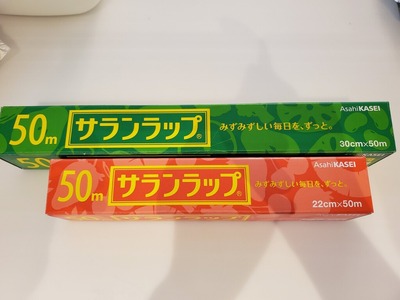 50m
サランラップ®
みずみずしい毎日を、ずっと。
AsahiKASEI
30cm×50m
50m
サランラップ®
みずみずしい毎日を、ずっと。
AsahiKASEI
22cm×50m